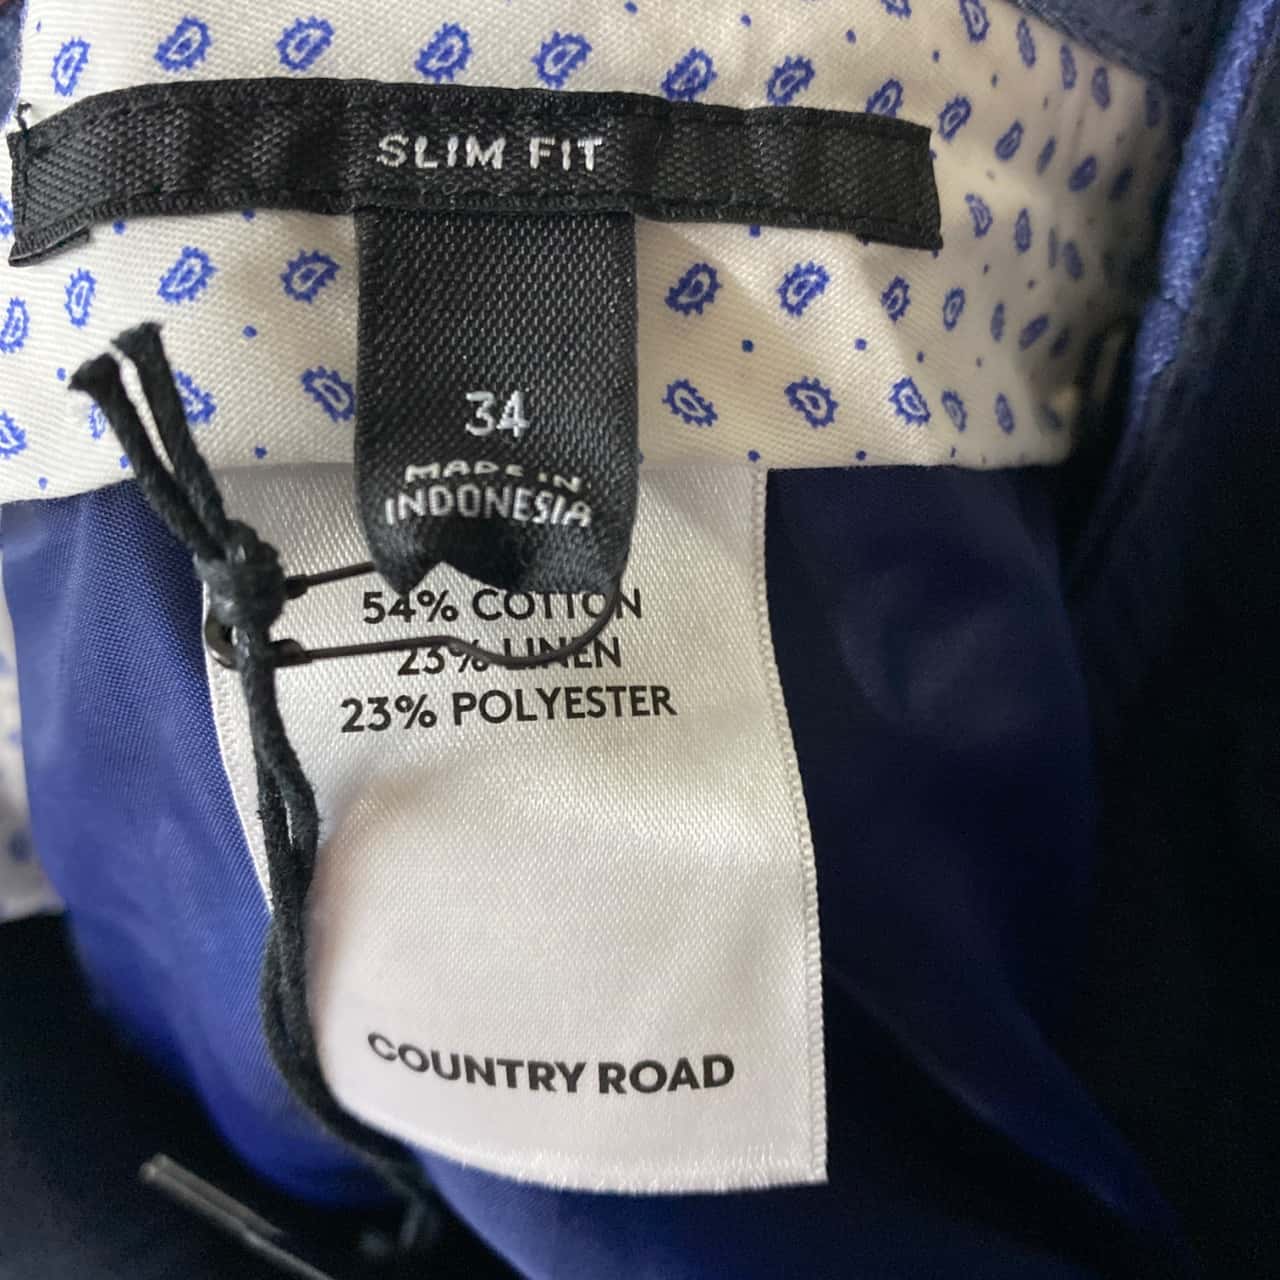 SLIM FIT
34
MADE IN
INDONESIA
54% COTTON
23% LINEN
23% POLYESTER
COUNTRY ROAD